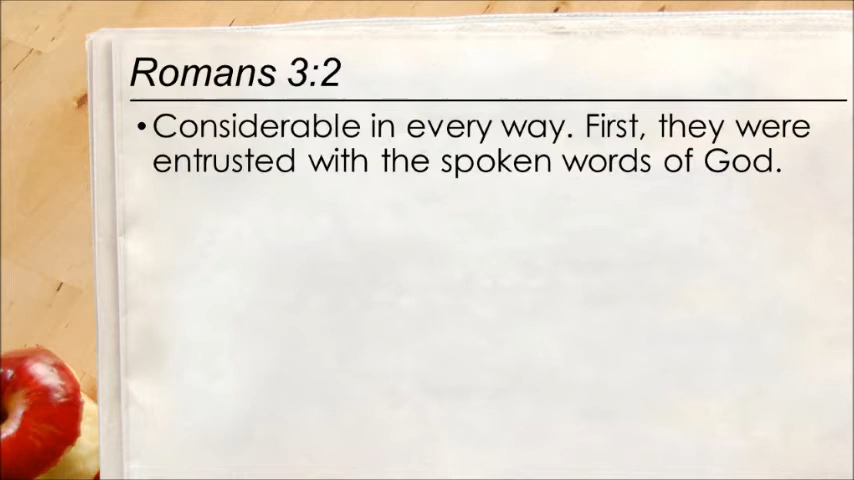 Romans 3:2
• Considerable in every way. First, they were
entrusted with the spoken words of God.